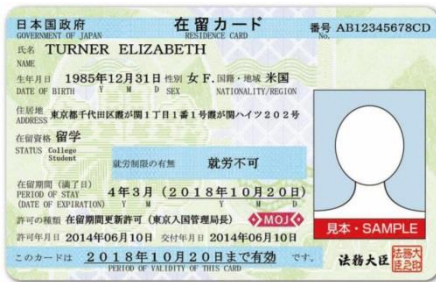 日本国政府 在留カード 番号 AB12345678CD
GOVERNMENT OF JAPAN RESIDENCE CARD No.
氏名 TURNER ELIZABETH
NAME
生年月日 1985年12月31日 性別 女 F. 国籍・地域 米国
DATE OF BIRTH Y M D SEX NATIONALITY/REGION
住居地
ADDRESS 東京都千代田区霞が関1丁目1番1号霞が関ハイツ202号
在留資格 留学
STATUS College
Student
就労制限の有無 就労不可
在留期間(満了日)
PERIOD OF STAY 4年3月(2018年10月20日)
(DATE OF EXPIRATION) Y M Y M D
許可の種類 在留期間更新許可(東京入国管理局長) MOJ
許可年月日 2014年06月10日 交付年月日 2014年06月10日
見本・SAMPLE
このカードは 2018年10月20日まで有効 です。
PERIOD OF VALIDITY OF THIS CARD
法務大臣